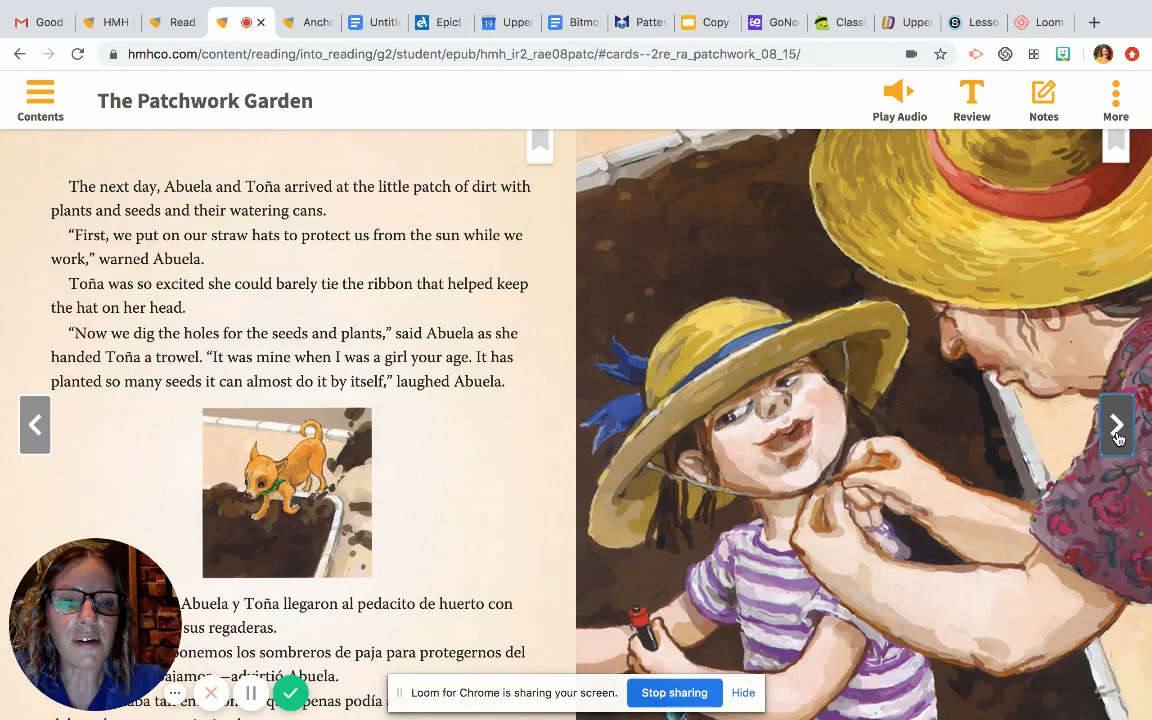 Good
HMH
Read
Ancho
Untitl
Epic!
Upper
Bitmo
Patter
Copy
GoNo
Classl
Upper
Lesso
Loom
hmhco.com/content/reading/into_reading/g2/student/epub/hmh_ir2_rae08patc/#cards--2re_ra_patchwork_08_15/
Contents
The Patchwork Garden
Play Audio
Review
Notes
More
The next day, Abuela and Toña arrived at the little patch of dirt with
plants and seeds and their watering cans.
“First, we put on our straw hats to protect us from the sun while we
work,” warned Abuela.
Toña was so excited she could barely tie the ribbon that helped keep
the hat on her head.
“Now we dig the holes for the seeds and plants,” said Abuela as she
handed Toña a trowel. “It was mine when I was a girl your age. It has
planted so many seeds it can almost do it by itself,” laughed Abuela.
Abuela y Toña llegaron al pedacito de huerto con
sus regaderas.
ponemos los sombreros de paja para protegernos del
ajamos —advirtió Abuela.
penas podía
Loom for Chrome is sharing your screen.
Stop sharing
Hide